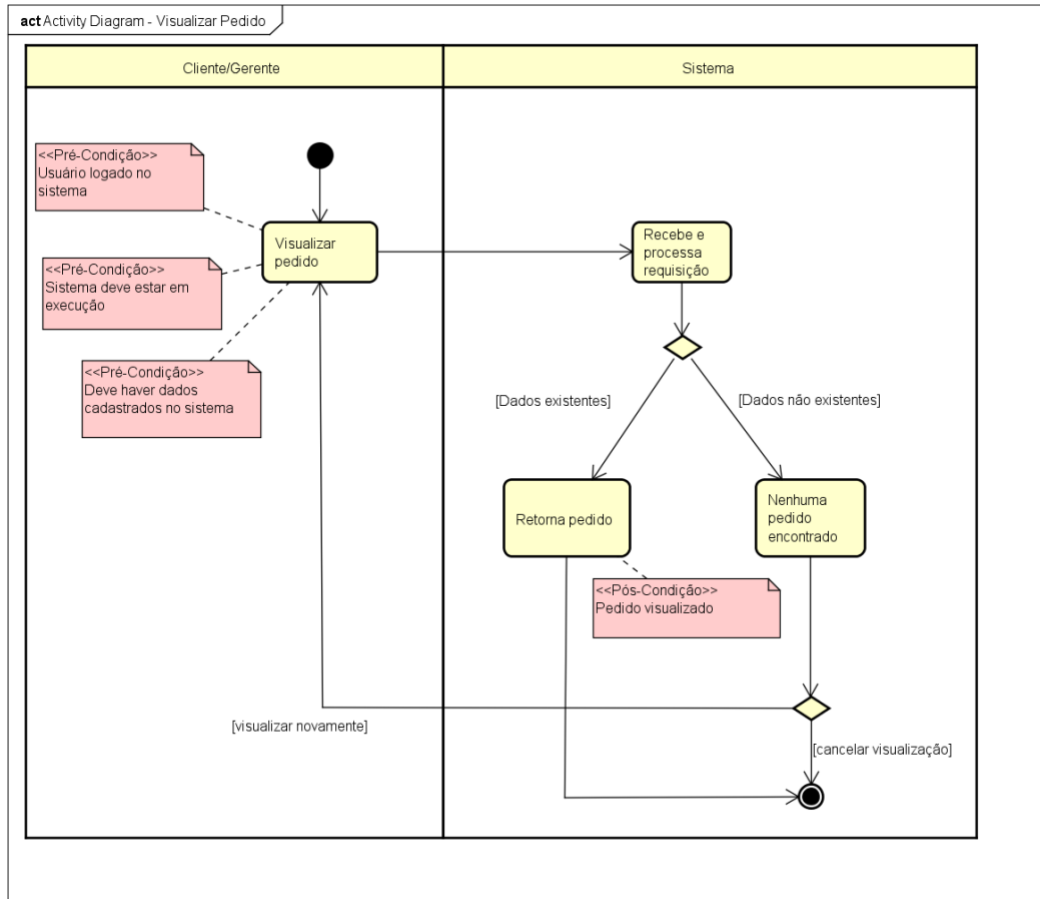 act Activity Diagram - Visualizar Pedido
Cliente/Gerente
Sistema
<<Pré-Condição>>
Usuário logado no
sistema
Visualizar
pedido
Recebe e
processa
requisição
<<Pré-Condição>>
Sistema deve estar em
execução
<<Pré-Condição>>
Deve haver dados
cadastrados no sistema
[Dados existentes]
[Dados não existentes]
Retorna pedido
Nenhuma
pedido
encontrado
<<Pós-Condição>>
Pedido visualizado
[visualizar novamente]
[cancelar visualização]